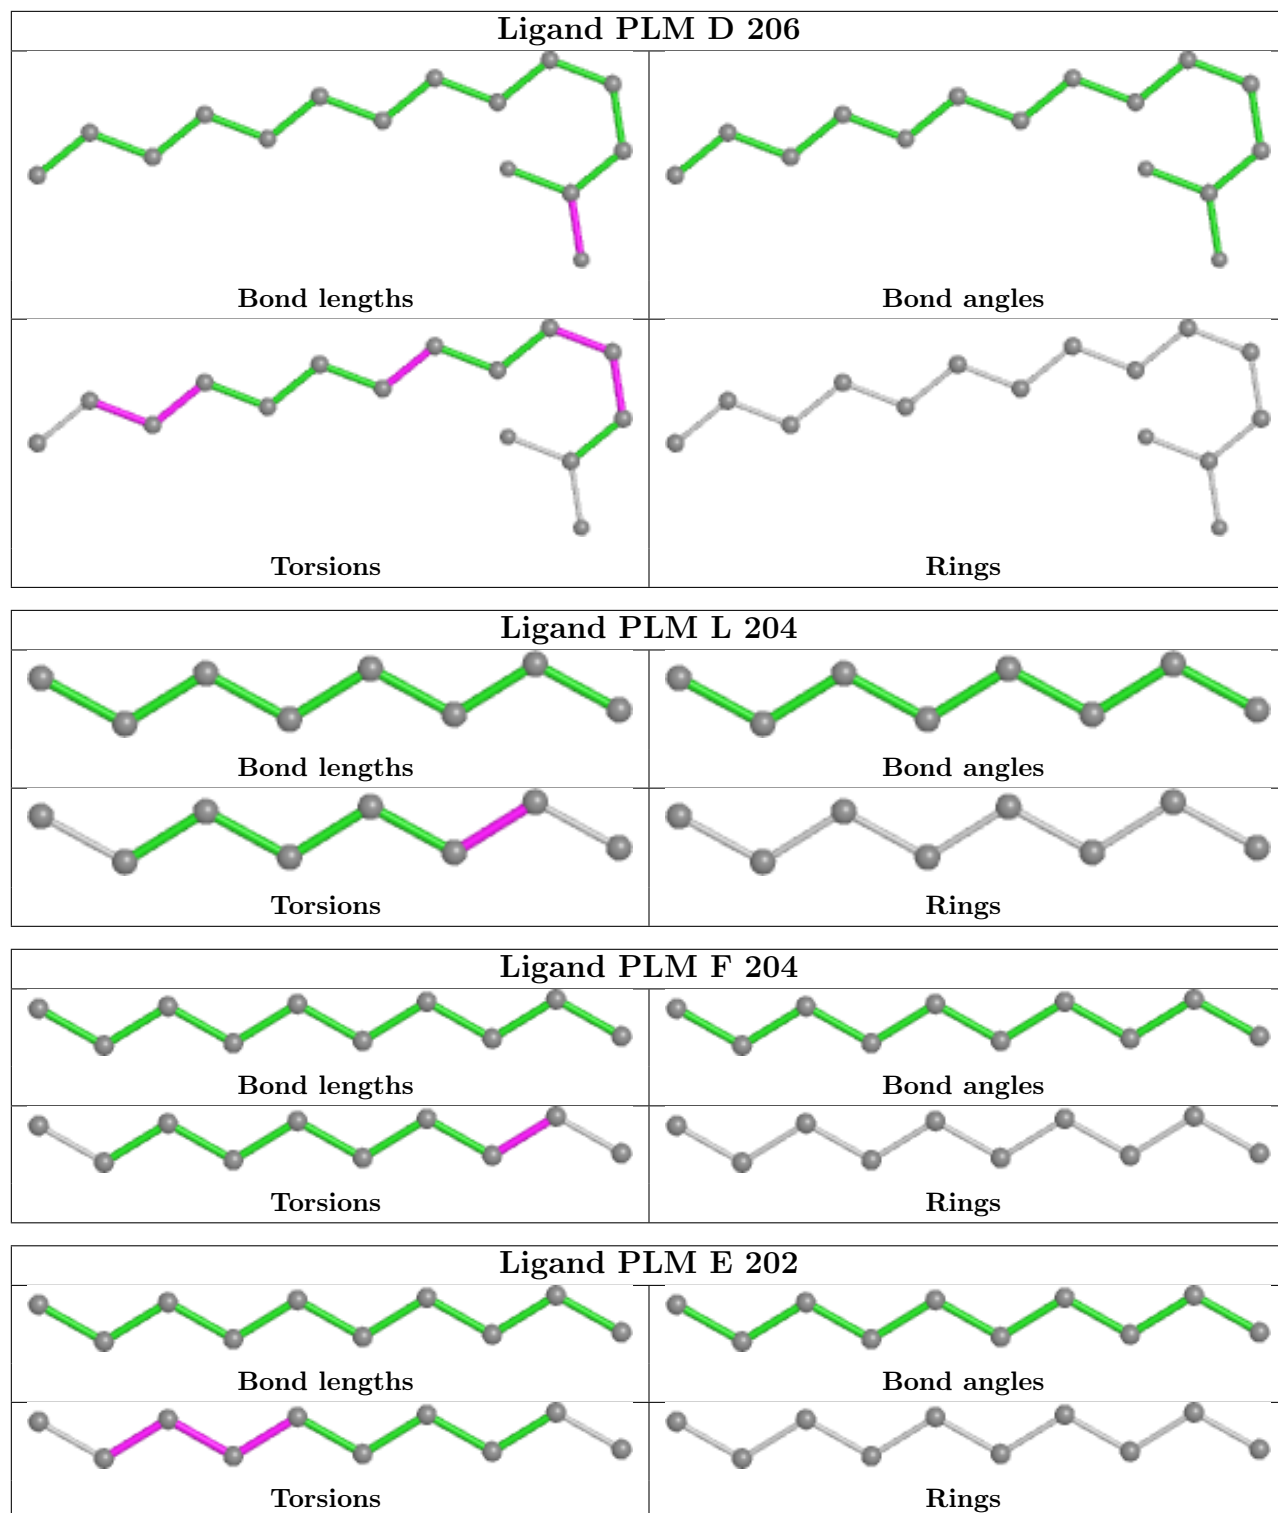 Ligand PLM D 206
Bond lengths
Bond angles
Torsions
Rings
Ligand PLM L 204
Bond lengths
Bond angles
Torsions
Rings
Ligand PLM F 204
Bond lengths
Bond angles
Torsions
Rings
Ligand PLM E 202
Bond lengths
Bond angles
Torsions
Rings